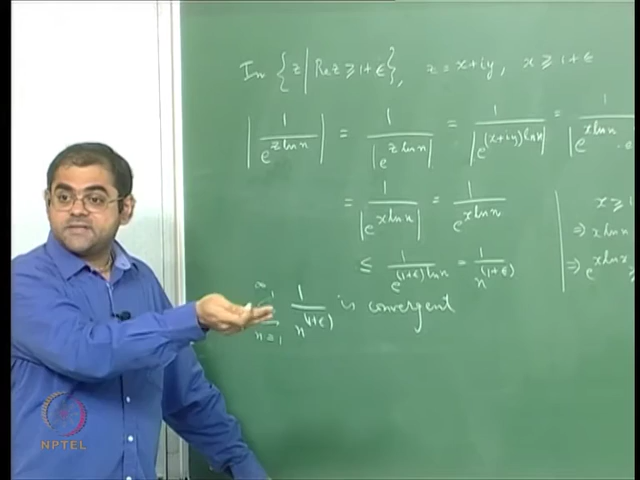 In {z | Re z ≥ 1+ϵ}, z = x+iy, x ≥ 1+ϵ
| 1/e^{z ln n} | = 1/|e^{z ln n}| = 1/|e^{(x+iy) ln n}| = 1/|e^{x ln n} · e
= 1/|e^{x ln n}| = 1/e^{x ln n}
x ≥ 1
⇒ x ln n
≤ 1/e^{(1+ϵ) ln n} = 1/n^{(1+ϵ)}
⇒ e^{x ln n} ≥
∞ n=1 1/n^{(1+ϵ)} is convergent
NPTEL